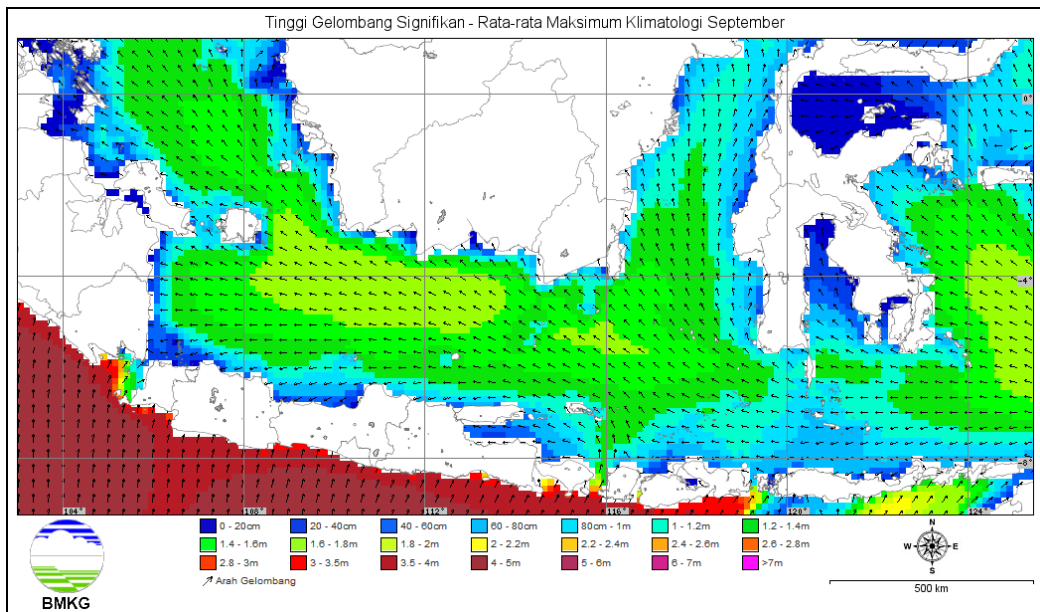 Tinggi Gelombang Signifikan - Rata-rata Maksimum Klimatologi September
0°
-4°
-8°
104° 108° 112° 120° 124°
0 - 20cm 20 - 40cm 40 - 60cm 60 - 80cm 80cm - 1m 1 - 1.2m 1.2 - 1.4m
1.4 - 1.6m 1.6 - 1.8m 1.8 - 2m 2 - 2.2m 2.2 - 2.4m 2.4 - 2.6m 2.6 - 2.8m
2.8 - 3m 3 - 3.5m 3.5 - 4m 4 - 5m 5 - 6m 6 - 7m >7m
Arah Gelombang
BMKG
N
W E
S
500 km